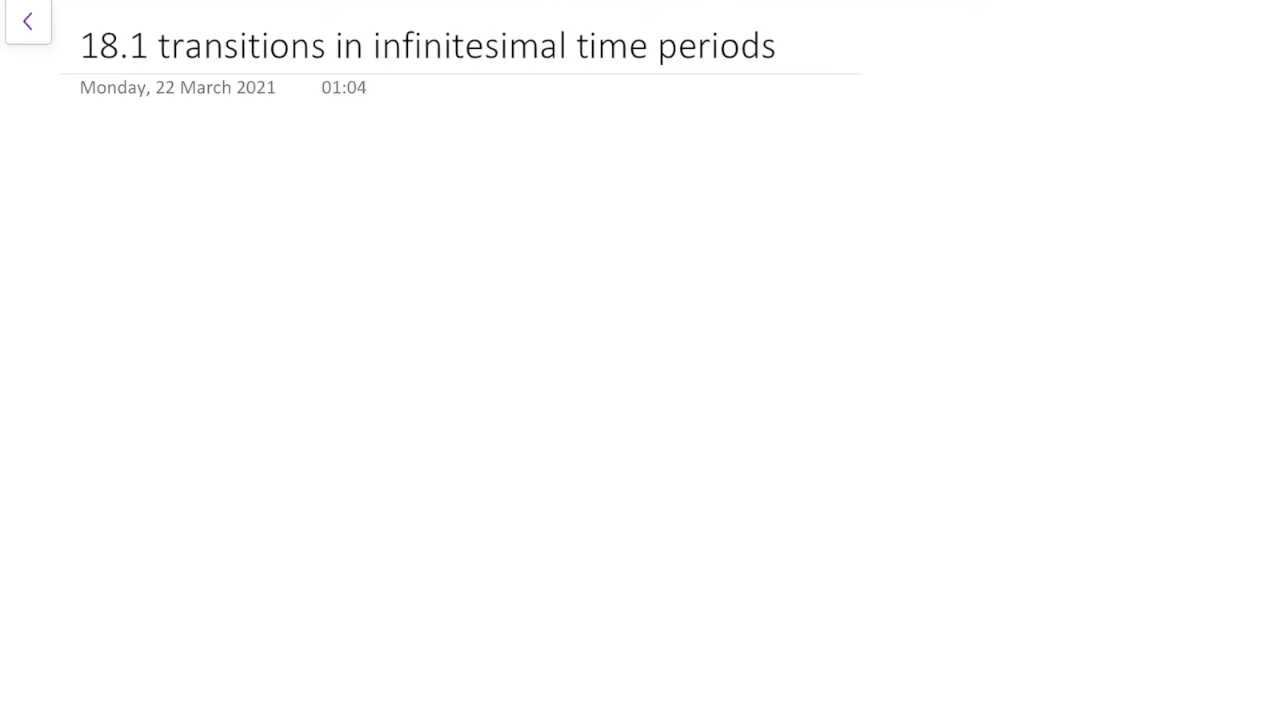 18.1 transitions in infinitesimal time periods
Monday, 22 March 2021 01:04